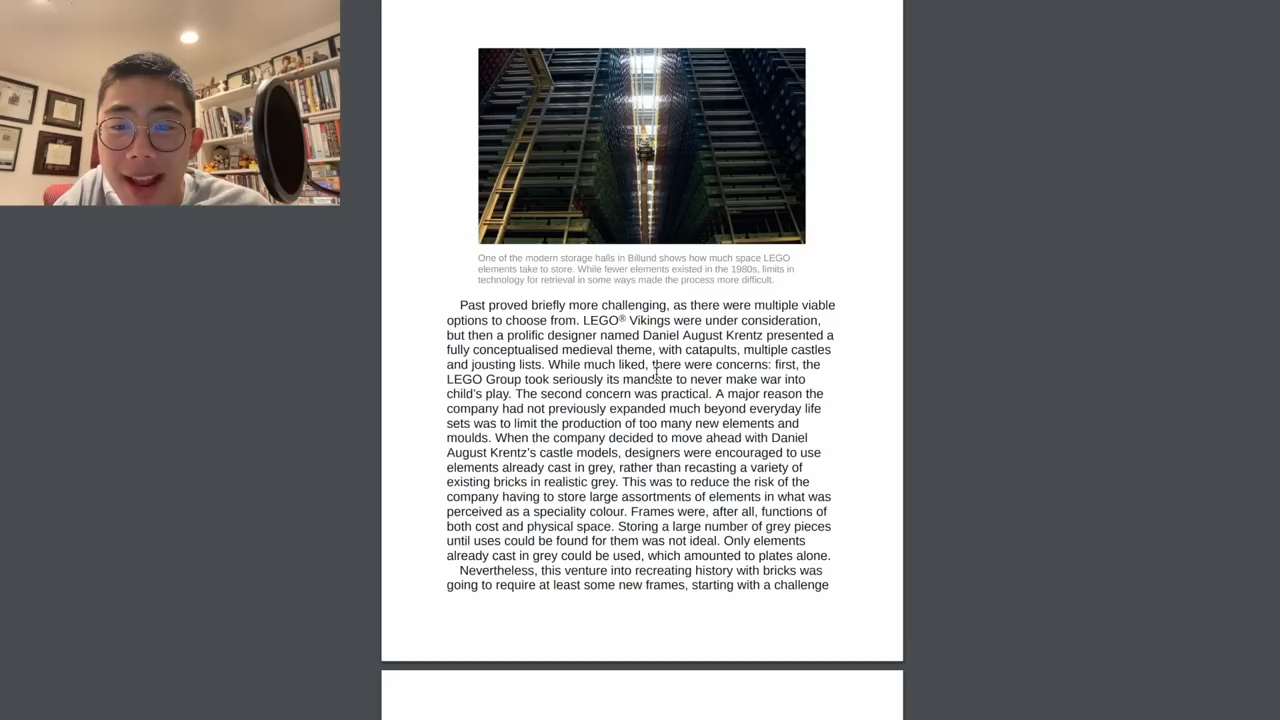 One of the modern storage halls in Billund shows how much space LEGO
elements take to store. While fewer elements existed in the 1980s, limits in
technology for retrieval in some ways made the process more difficult.
Past proved briefly more challenging, as there were multiple viable
options to choose from. LEGO® Vikings were under consideration,
but then a prolific designer named Daniel August Krentz presented a
fully conceptualised medieval theme, with catapults, multiple castles
and jousting lists. While much liked, there were concerns: first, the
LEGO Group took seriously its mandate to never make war into
child’s play. The second concern was practical. A major reason the
company had not previously expanded much beyond everyday life
sets was to limit the production of too many new elements and
moulds. When the company decided to move ahead with Daniel
August Krentz’s castle models, designers were encouraged to use
elements already cast in grey, rather than recasting a variety of
existing bricks in realistic grey. This was to reduce the risk of the
company having to store large assortments of elements in what was
perceived as a speciality colour. Frames were, after all, functions of
both cost and physical space. Storing a large number of grey pieces
until uses could be found for them was not ideal. Only elements
already cast in grey could be used, which amounted to plates alone.
Nevertheless, this venture into recreating history with bricks was
going to require at least some new frames, starting with a challenge